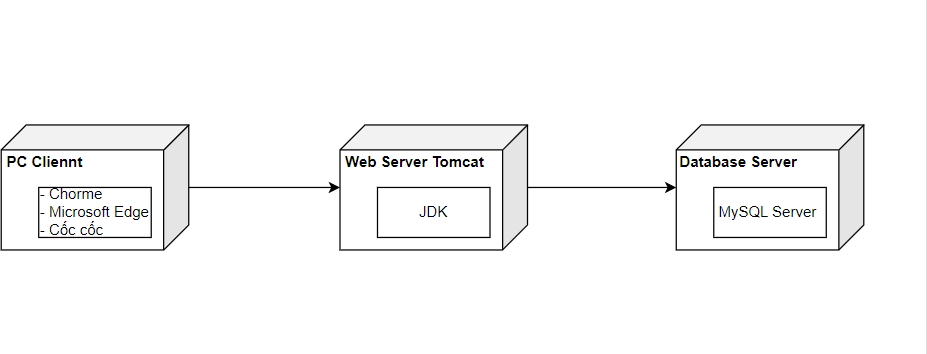 PC Cliennt
- Chorme
- Microsoft Edge
- Cốc cốc
Web Server Tomcat
JDK
Database Server
MySQL Server